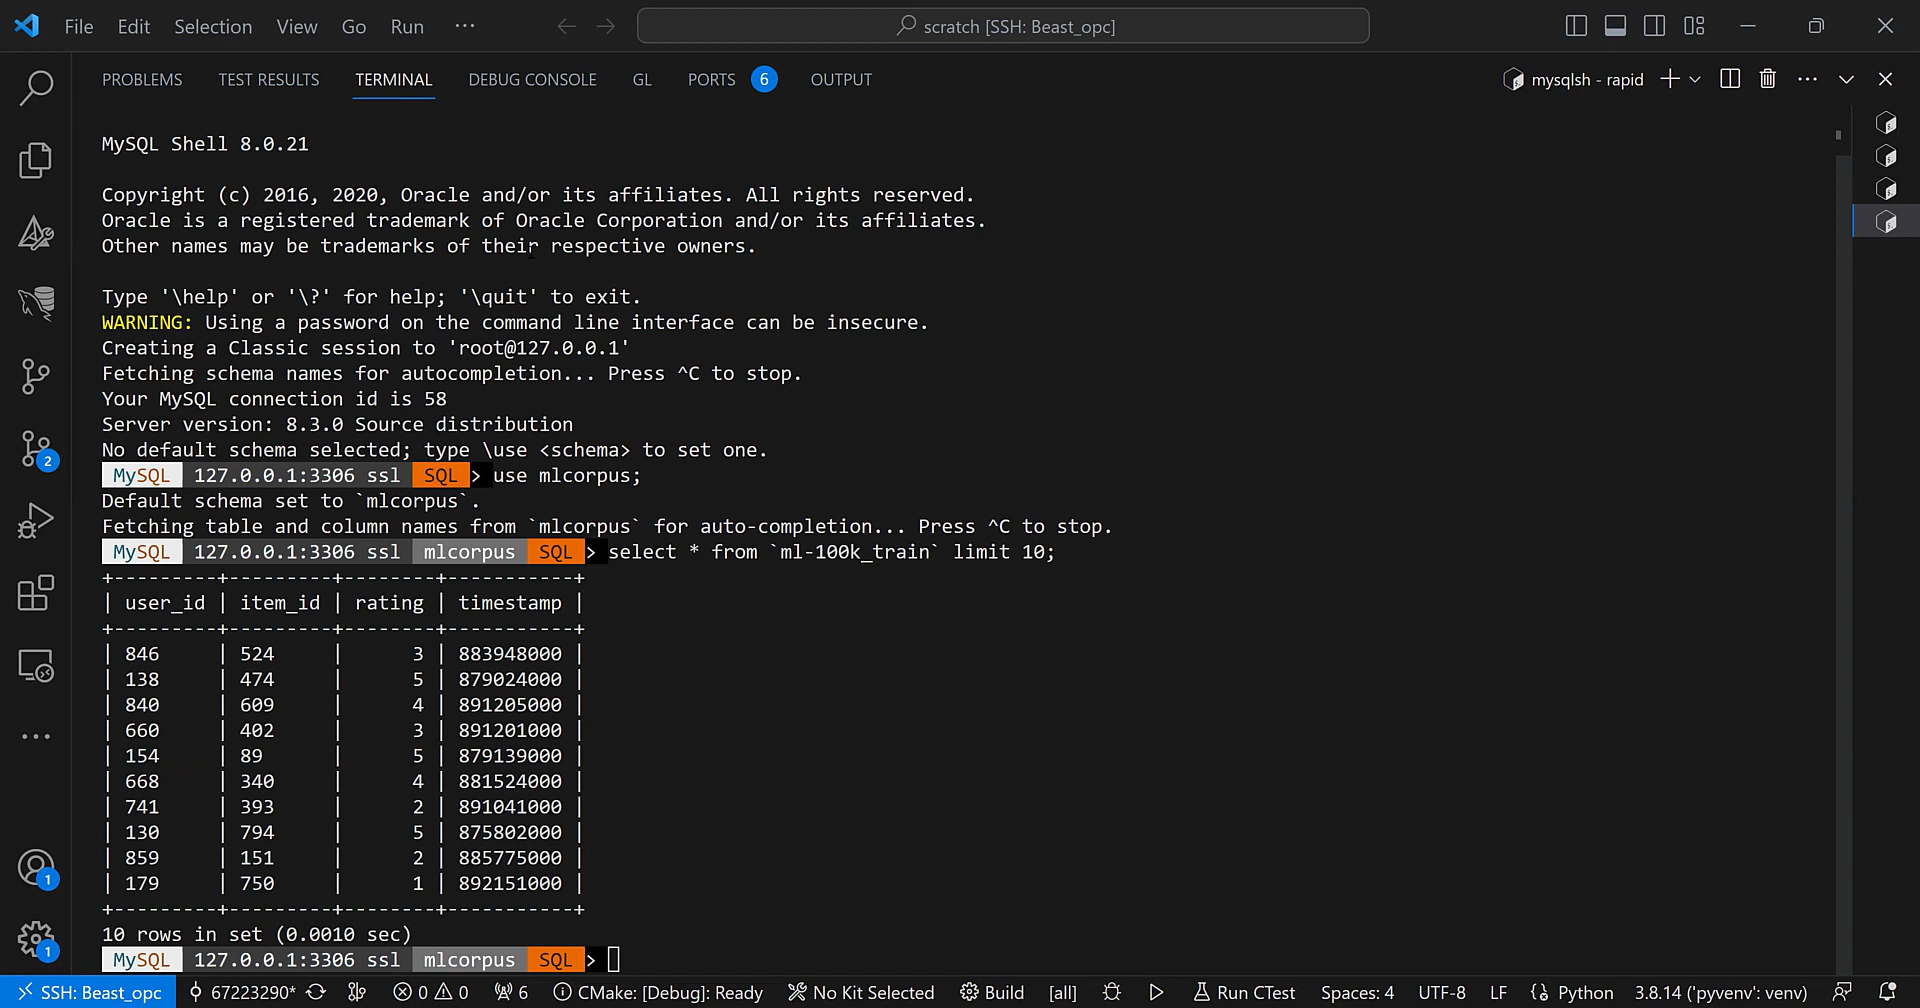 File Edit Selection View Go Run ··· scratch [SSH: Beast_opc]
PROBLEMS TEST RESULTS TERMINAL DEBUG CONSOLE GL PORTS 6 OUTPUT mysqlsh - rapid
MySQL Shell 8.0.21
Copyright (c) 2016, 2020, Oracle and/or its affiliates. All rights reserved.
Oracle is a registered trademark of Oracle Corporation and/or its affiliates.
Other names may be trademarks of their respective owners.
Type '\help' or '\?' for help; '\quit' to exit.
WARNING: Using a password on the command line interface can be insecure.
Creating a Classic session to 'root@127.0.0.1'
Fetching schema names for autocompletion... Press ^C to stop.
Your MySQL connection id is 58
Server version: 8.3.0 Source distribution
No default schema selected; type \use <schema> to set one.
MySQL 127.0.0.1:3306 ssl SQL > use mlcorpus;
Default schema set to `mlcorpus`.
Fetching table and column names from `mlcorpus` for auto-completion... Press ^C to stop.
MySQL 127.0.0.1:3306 ssl mlcorpus SQL > select * from `ml-100k_train` limit 10;
+---------+---------+--------+-----------+
| user_id | item_id | rating | timestamp |
+---------+---------+--------+-----------+
| 846     | 524     |      3 | 883948000 |
| 138     | 474     |      5 | 879024000 |
| 840     | 609     |      4 | 891205000 |
| 660     | 402     |      3 | 891201000 |
| 154     | 89      |      5 | 879139000 |
| 668     | 340     |      4 | 881524000 |
| 741     | 393     |      2 | 891041000 |
| 130     | 794     |      5 | 875802000 |
| 859     | 151     |      2 | 885775000 |
| 179     | 750     |      1 | 892151000 |
+---------+---------+--------+-----------+
10 rows in set (0.0010 sec)
MySQL 127.0.0.1:3306 ssl mlcorpus SQL >
2
1
1
SSH: Beast_opc 67223290* 0 0 6 CMake: [Debug]: Ready No Kit Selected Build [all] Run CTest Spaces: 4 UTF-8 LF Python 3.8.14 ('pyvenv': venv)